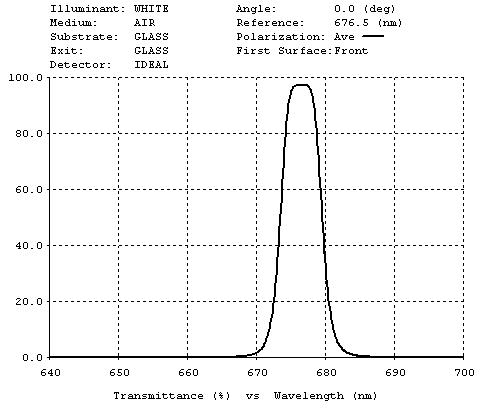 Illuminant: WHITE Angle: 0.0 (deg)
Medium: AIR Reference: 676.5 (nm)
Substrate: GLASS Polarization: Ave
Exit: GLASS First Surface:Front
Detector: IDEAL
100.0
80.0
60.0
40.0
20.0
0.0
640 650 660 670 680 690 700
Transmittance (%) vs Wavelength (nm)